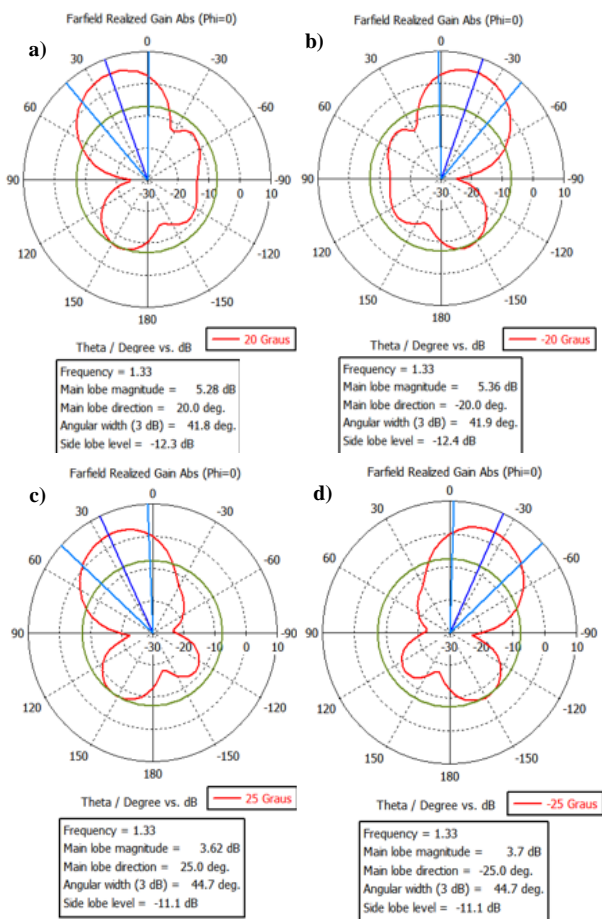 a)
Farfield Realized Gain Abs (Phi=0)
0
30 -30
60 -60
90 -30 -20 -10 0 10 -90
120 -120
150 -150
180
20 Graus
Theta / Degree vs. dB
Frequency = 1.33
Main lobe magnitude = 5.28 dB
Main lobe direction = 20.0 deg.
Angular width (3 dB) = 41.8 deg.
Side lobe level = -12.3 dB
b)
Farfield Realized Gain Abs (Phi=0)
0
30 -30
60 -60
90 -30 -20 -10 0 10 -90
120 -120
150 -150
180
-20 Graus
Theta / Degree vs. dB
Frequency = 1.33
Main lobe magnitude = 5.36 dB
Main lobe direction = -20.0 deg.
Angular width (3 dB) = 41.9 deg.
Side lobe level = -12.4 dB
c)
Farfield Realized Gain Abs (Phi=0)
0
30 -30
60 -60
90 -30 -20 -10 0 10 -90
120 -120
150 -150
180
Theta / Degree vs. dB
25 Graus
Frequency = 1.33
Main lobe magnitude = 3.62 dB
Main lobe direction = 25.0 deg.
Angular width (3 dB) = 44.7 deg.
Side lobe level = -11.1 dB
d)
Farfield Realized Gain Abs (Phi=0)
0
30 -30
60 -60
90 -30 -20 -10 0 10 -90
120 -120
150 -150
180
Theta / Degree vs. dB
-25 Graus
Frequency = 1.33
Main lobe magnitude = 3.7 dB
Main lobe direction = -25.0 deg.
Angular width (3 dB) = 44.7 deg.
Side lobe level = -11.1 dB